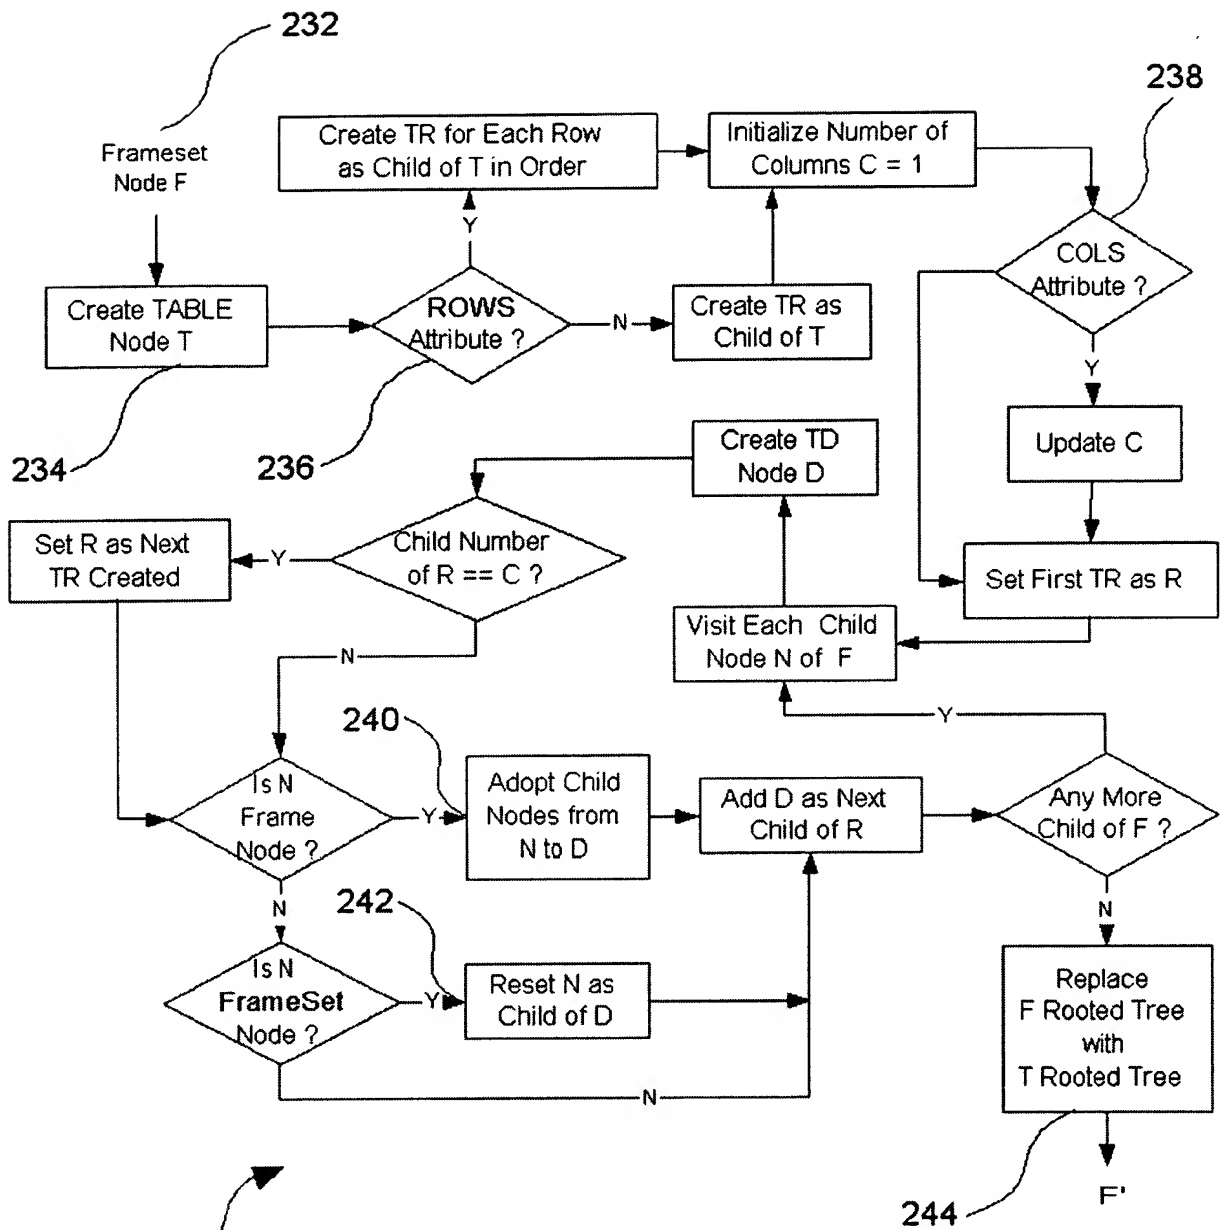 232
238
Frameset
Node F
Create TR for Each Row
as Child of T in Order
Initialize Number of
Columns C = 1
Y
COLS
Attribute ?
Create TABLE
Node T
ROWS
Attribute ?
N
Create TR as
Child of T
Y
234
236
Create TD
Node D
Update C
Set R as Next
TR Created
Y
Child Number
of R == C ?
Set First TR as R
Visit Each Child
Node N of F
N
Y
240
Is N
Frame
Node ?
Y
Adopt Child
Nodes from
N to D
Add D as Next
Child of R
Any More
Child of F ?
N
242
N
Is N
FrameSet
Node ?
Y
Reset N as
Child of D
Replace
F Rooted Tree
with
T Rooted Tree
N
244
F'